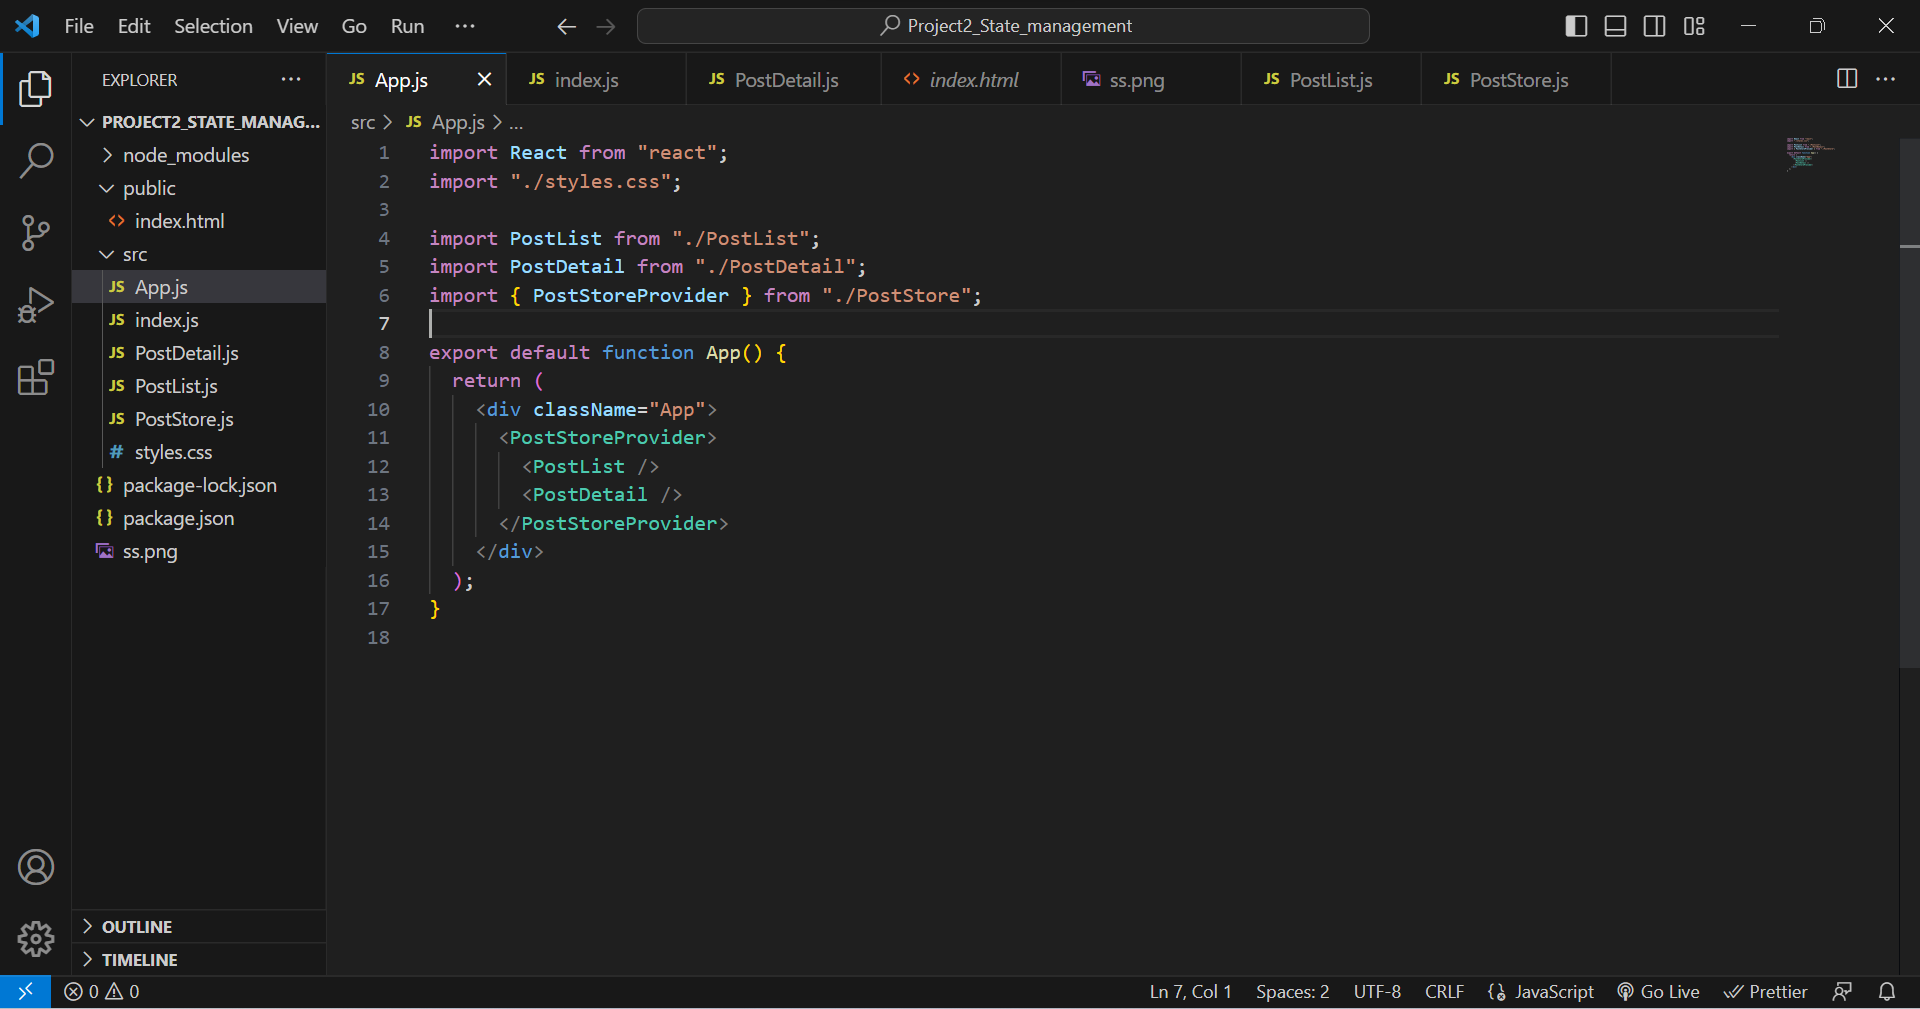 File Edit Selection View Go Run ···
Project2_State_management
EXPLORER ···
PROJECT2_STATE_MANAG...
node_modules
public
<> index.html
src
JS App.js
JS index.js
JS PostDetail.js
JS PostList.js
JS PostStore.js
# styles.css
{} package-lock.json
{} package.json
ss.png
OUTLINE
TIMELINE
JS App.js
JS index.js
JS PostDetail.js
<> index.html
ss.png
JS PostList.js
JS PostStore.js
src > JS App.js > ...
1 import React from "react";
2 import "./styles.css";
3
4 import PostList from "./PostList";
5 import PostDetail from "./PostDetail";
6 import { PostStoreProvider } from "./PostStore";
7
8 export default function App() {
9 return (
10 <div className="App">
11 <PostStoreProvider>
12 <PostList />
13 <PostDetail />
14 </PostStoreProvider>
15 </div>
16 );
17 }
18
0 0
Ln 7, Col 1 Spaces: 2 UTF-8 CRLF {} JavaScript Go Live Prettier